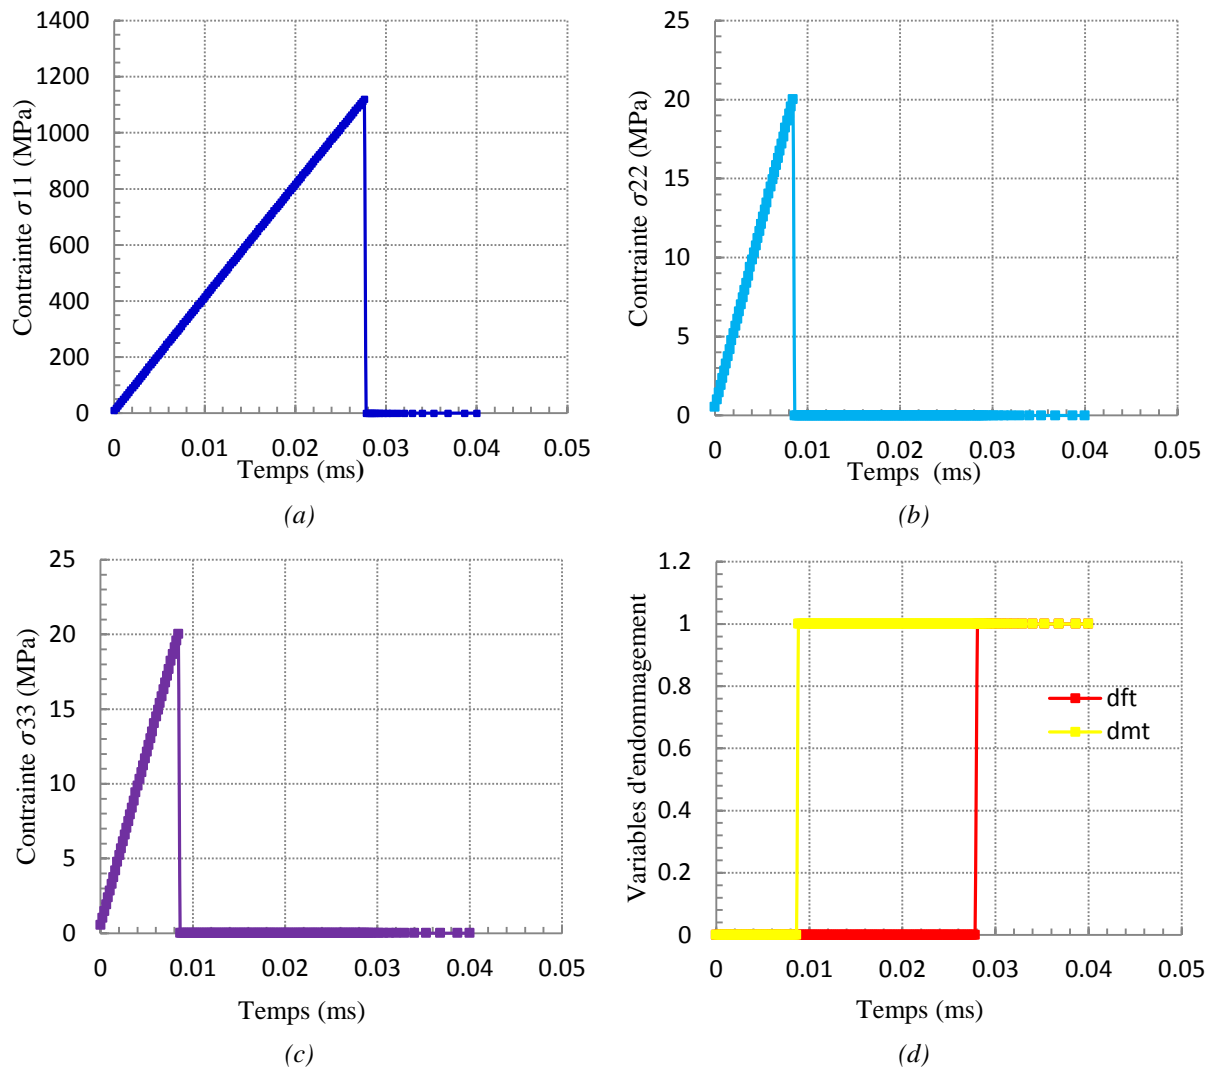 1400
1200
1000
800
600
400
200
0
Contrainte σ11 (MPa)
0 0.01 0.02 0.03 0.04 0.05
Temps (ms)
(a)
25
20
15
10
5
0
Contrainte σ22 (MPa)
0 0.01 0.02 0.03 0.04 0.05
Temps (ms)
(b)
25
20
15
10
5
0
Contrainte σ33 (MPa)
0 0.01 0.02 0.03 0.04 0.05
Temps (ms)
(c)
1.2
1
0.8
0.6
0.4
0.2
0
Variables d'endommagement
dft
dmt
0 0.01 0.02 0.03 0.04 0.05
Temps (ms)
(d)